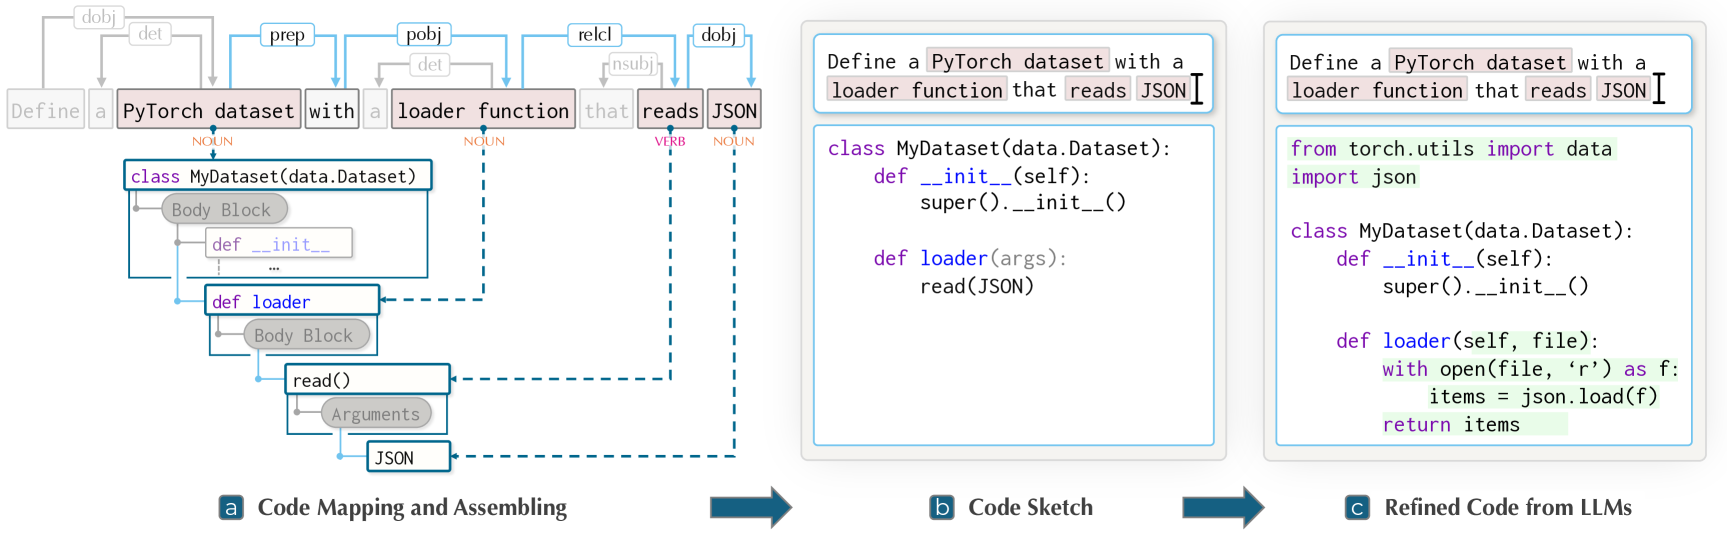 dobj
det
prep
pobj
relcl
dobj
det
nsubj
Define a PyTorch dataset with a loader function that reads JSON
NOUN NOUN VERB NOUN
class MyDataset(data.Dataset)
Body Block
def __init__
...
def loader
Body Block
read()
Arguments
JSON
a Code Mapping and Assembling
Define a PyTorch dataset with a
loader function that reads JSON
class MyDataset(data.Dataset):
def __init__(self):
super().__init__()
def loader(args):
read(JSON)
b Code Sketch
Define a PyTorch dataset with a
loader function that reads JSON
from torch.utils import data
import json
class MyDataset(data.Dataset):
def __init__(self):
super().__init__()
def loader(self, file):
with open(file, ‘r’) as f:
items = json.load(f)
return items
c Refined Code from LLMs